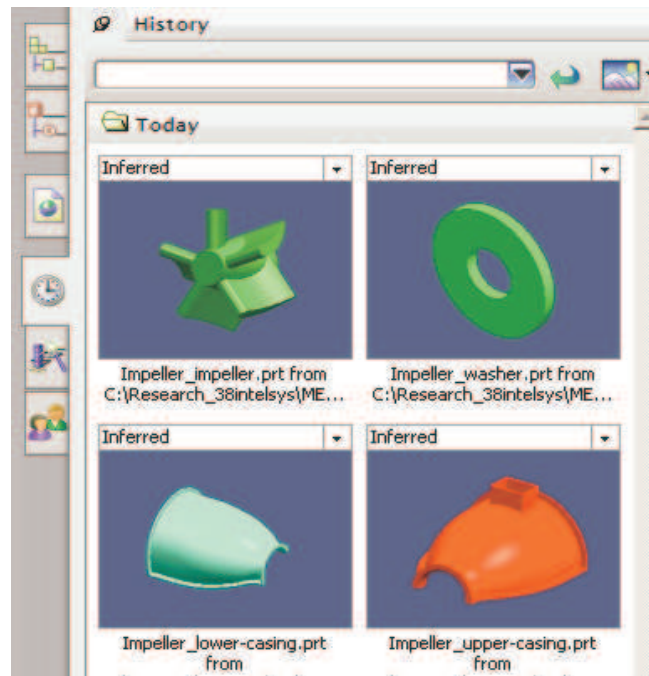 History
Today
Inferred
Inferred
Impeller_impeller.prt from
C:\Research_38intelsys\ME...
Impeller_washer.prt from
C:\Research_38intelsys\ME...
Inferred
Inferred
Impeller_lower-casing.prt
from
Impeller_upper-casing.prt
from